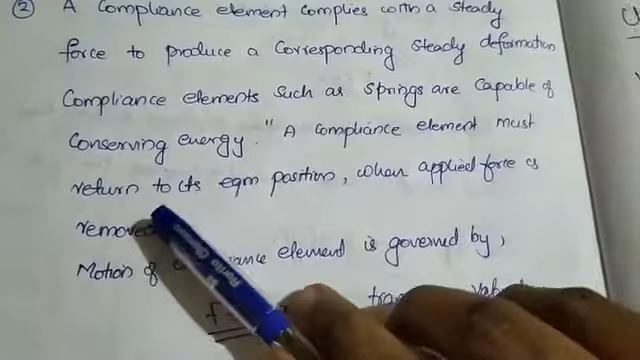 ② A Compliance element complies with a steady
force to produce a Corresponding Steady deformation
Compliance elements such as springs are Capable of
Conserving energy. " A compliance element must
return to its eqm position, when applied force is
removed
Motion of element is governed by,
f